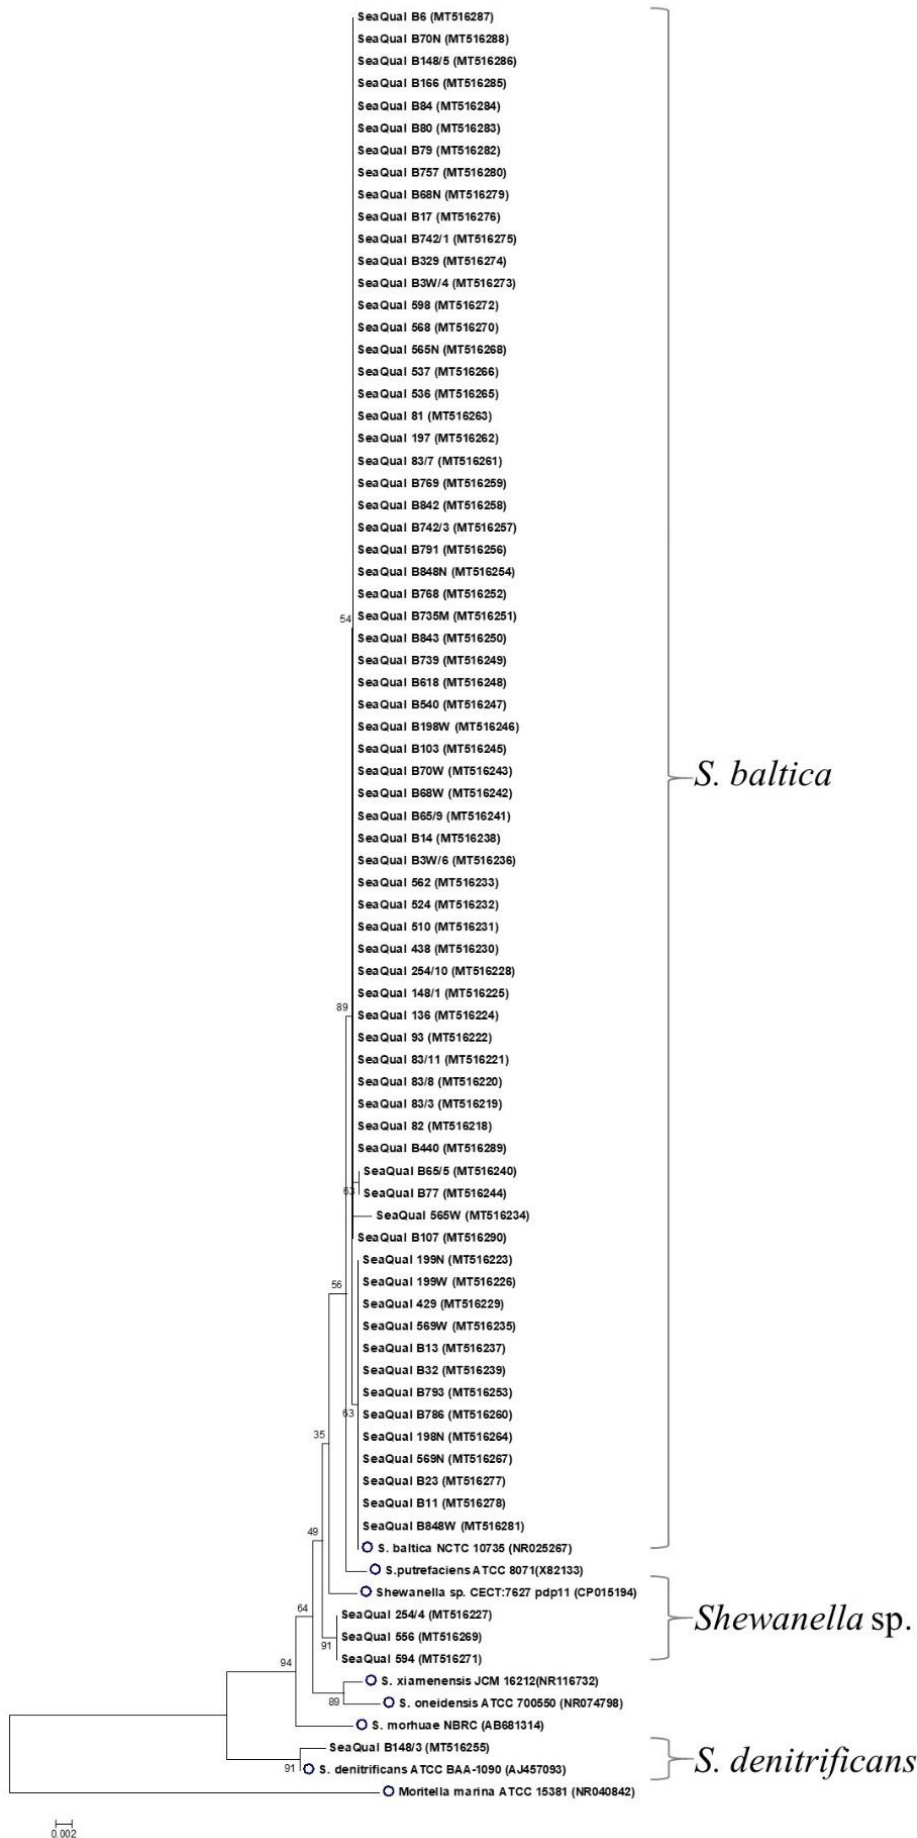 SeaQual B6 (MT516287)
SeaQual B70N (MT516288)
SeaQual B148/5 (MT516286)
SeaQual B166 (MT516285)
SeaQual B84 (MT516284)
SeaQual B80 (MT516283)
SeaQual B79 (MT516282)
SeaQual B757 (MT516280)
SeaQual B68N (MT516279)
SeaQual B17 (MT516276)
SeaQual B742/1 (MT516275)
SeaQual B329 (MT516274)
SeaQual B3W/4 (MT516273)
SeaQual 598 (MT516272)
SeaQual 568 (MT516270)
SeaQual 565N (MT516268)
SeaQual 537 (MT516266)
SeaQual 536 (MT516265)
SeaQual 81 (MT516263)
SeaQual 197 (MT516262)
SeaQual 83/7 (MT516261)
SeaQual B769 (MT516259)
SeaQual B842 (MT516258)
SeaQual B742/3 (MT516257)
SeaQual B791 (MT516256)
SeaQual B848N (MT516254)
SeaQual B768 (MT516252)
SeaQual B735M (MT516251)
54
SeaQual B843 (MT516250)
SeaQual B739 (MT516249)
SeaQual B618 (MT516248)
SeaQual B540 (MT516247)
SeaQual B198W (MT516246)
SeaQual B103 (MT516245)
SeaQual B70W (MT516243)
S. baltica
SeaQual B68W (MT516242)
SeaQual B65/9 (MT516241)
SeaQual B14 (MT516238)
SeaQual B3W/6 (MT516236)
SeaQual 562 (MT516233)
SeaQual 524 (MT516232)
SeaQual 510 (MT516231)
SeaQual 438 (MT516230)
SeaQual 254/10 (MT516228)
SeaQual 148/1 (MT516225)
89
SeaQual 136 (MT516224)
SeaQual 93 (MT516222)
SeaQual 83/11 (MT516221)
SeaQual 83/8 (MT516220)
SeaQual 83/3 (MT516219)
SeaQual 82 (MT516218)
SeaQual B440 (MT516289)
SeaQual B65/5 (MT516240)
63
SeaQual B77 (MT516244)
SeaQual 565W (MT516234)
SeaQual B107 (MT516290)
SeaQual 199N (MT516223)
SeaQual 199W (MT516226)
56
SeaQual 429 (MT516229)
SeaQual 569W (MT516235)
SeaQual B13 (MT516237)
SeaQual B32 (MT516239)
SeaQual B793 (MT516253)
63
SeaQual B786 (MT516260)
35
SeaQual 198N (MT516264)
SeaQual 569N (MT516267)
SeaQual B23 (MT516277)
SeaQual B11 (MT516278)
SeaQual B848W (MT516281)
49
S. baltica NCTC 10735 (NR025267)
S.putrefaciens ATCC 8071(X82133)
Shewanella sp. CECT:7627 pdp11 (CP015194)
64
SeaQual 254/4 (MT516227)
Shewanella sp.
SeaQual 556 (MT516269)
91
SeaQual 594 (MT516271)
94
S. xiamenensis JCM 16212(NR116732)
89
S. oneidensis ATCC 700550 (NR074798)
S. morhuae NBRC (AB681314)
SeaQual B148/3 (MT516255)
S. denitrificans
91
S. denitrificans ATCC BAA-1090 (AJ457093)
Moritella marina ATCC 15381 (NR040842)
0.002